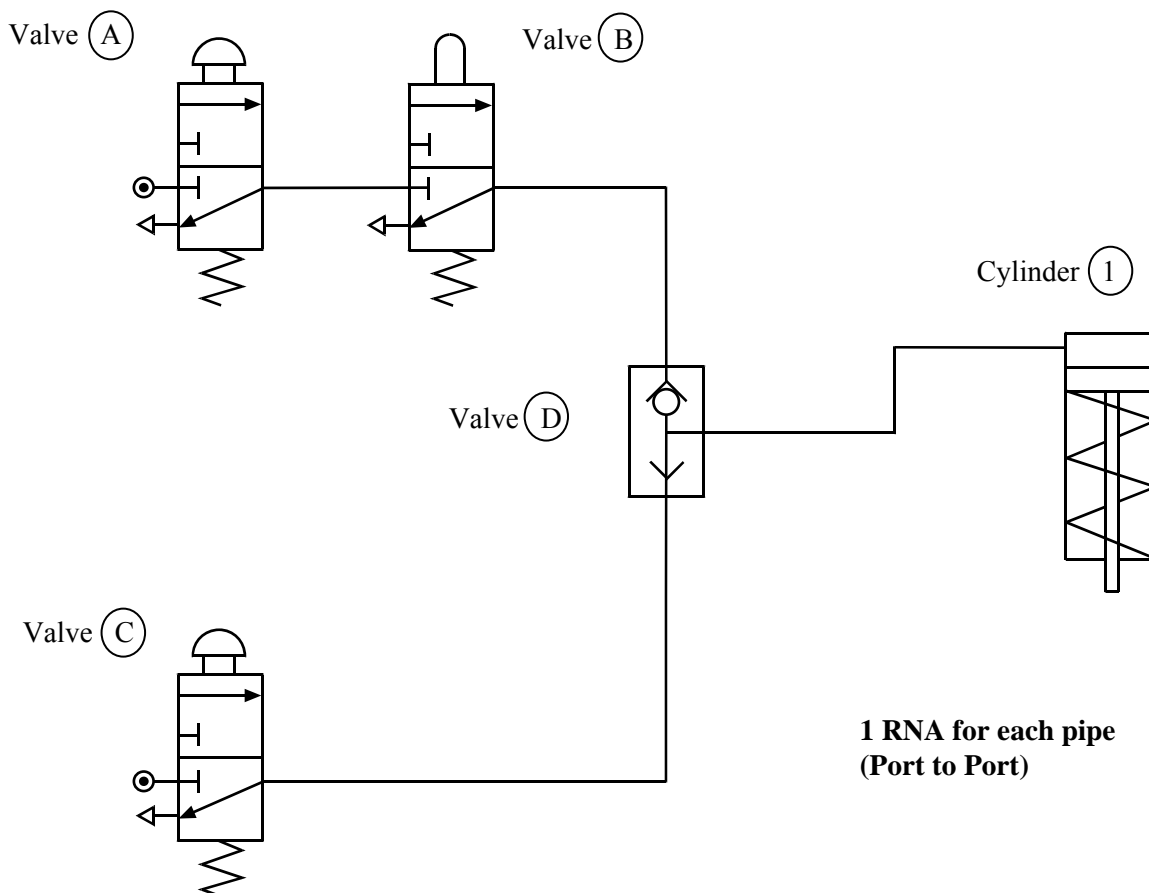 Valve A
Valve B
Cylinder 1
Valve D
Valve C
1 RNA for each pipe
(Port to Port)